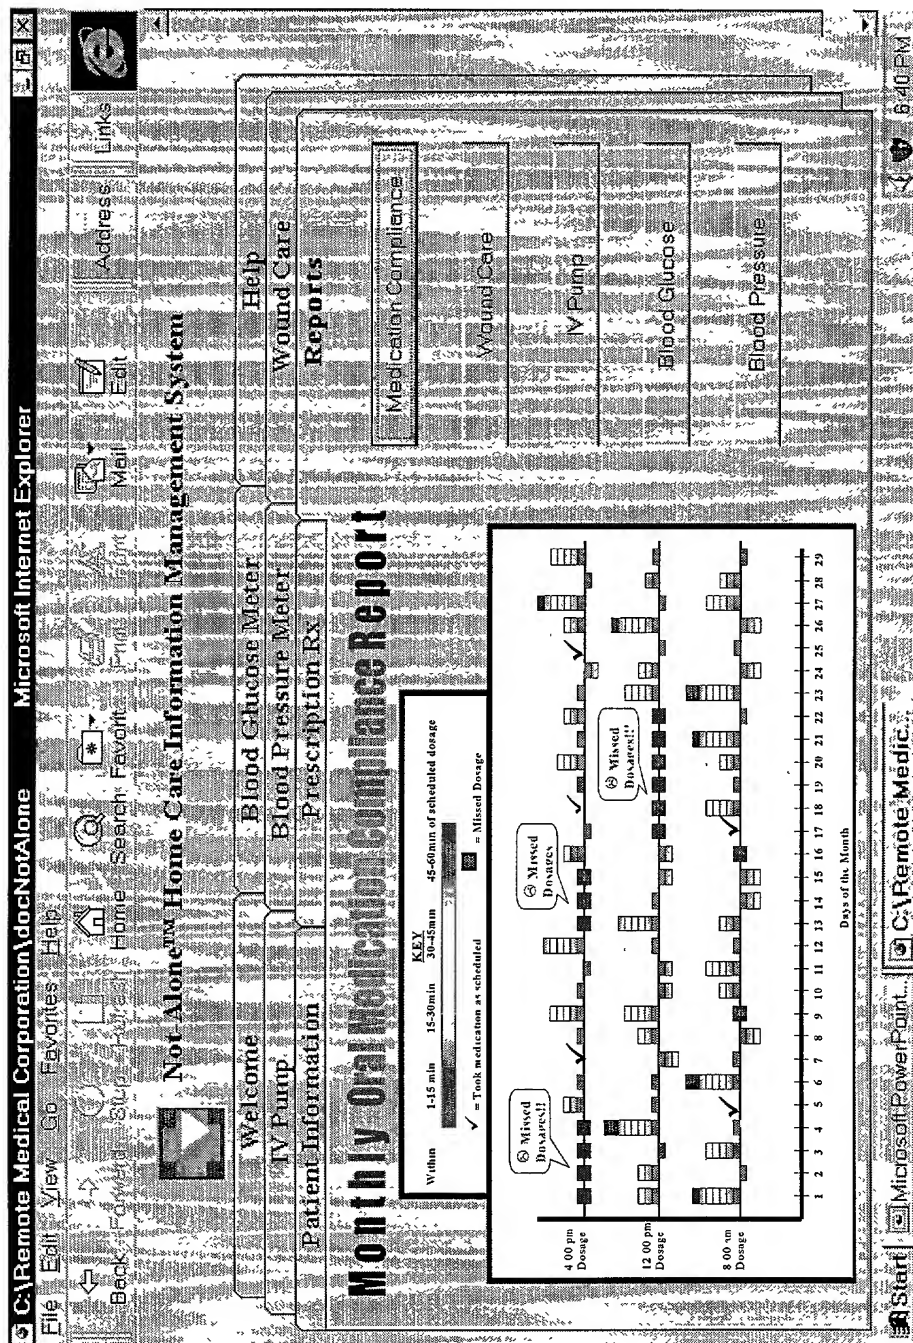 C:\Remote Medical Corporation\docNotAlone Microsoft Internet Explorer
File Edit View Go Favorites Help
Back Forward Stop Refresh Home Search Favorit. Print Mail Edit Address Links
Not-Alone™ Home Care Information Management System
Welcome Blood Glucose Meter Help
IV Pump Blood Pressure Meter Wound Care
Patient Information Prescription Rx Reports
Monthly Oral Medication Compliance Report
KEY
Within 1-15 min 15-30min 30-45min 45-60min of scheduled dosage
✓ = Took medication as scheduled = Missed Dosage
Medication Compliance
Wound Care
IV Pump
Blood Glucose
Blood Pressure
☹ Missed
Dosages!!
☹ Missed
Dosages
☹ Missed
Dosages!!
4 00 pm
Dosage
12 00 pm
Dosage
8 00 am
Dosage
1 2 3 4 5 6 7 8 9 10 11 12 13 14 15 16 17 18 19 20 21 22 23 24 25 26 27 28 29
Days of the Month
Start Microsoft PowerPoint... C:\Remote Medic... 6:40 PM